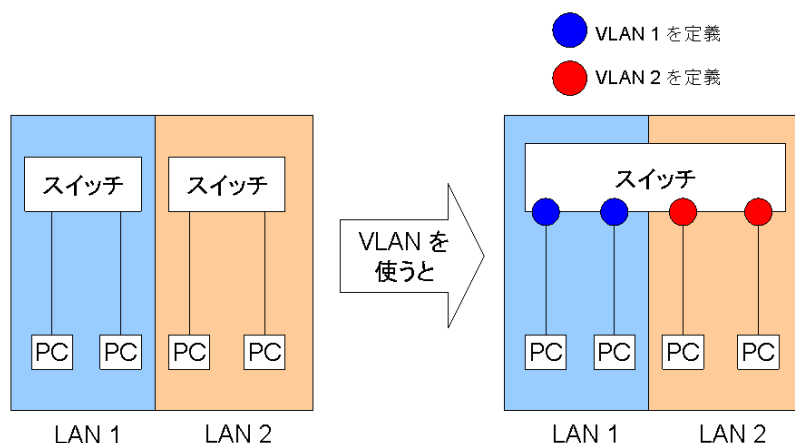 VLAN 1 を定義
VLAN 2 を定義
スイッチ
スイッチ
PC
PC
PC
PC
LAN 1
LAN 2
VLAN を
使うと
スイッチ
PC
PC
PC
PC
LAN 1
LAN 2